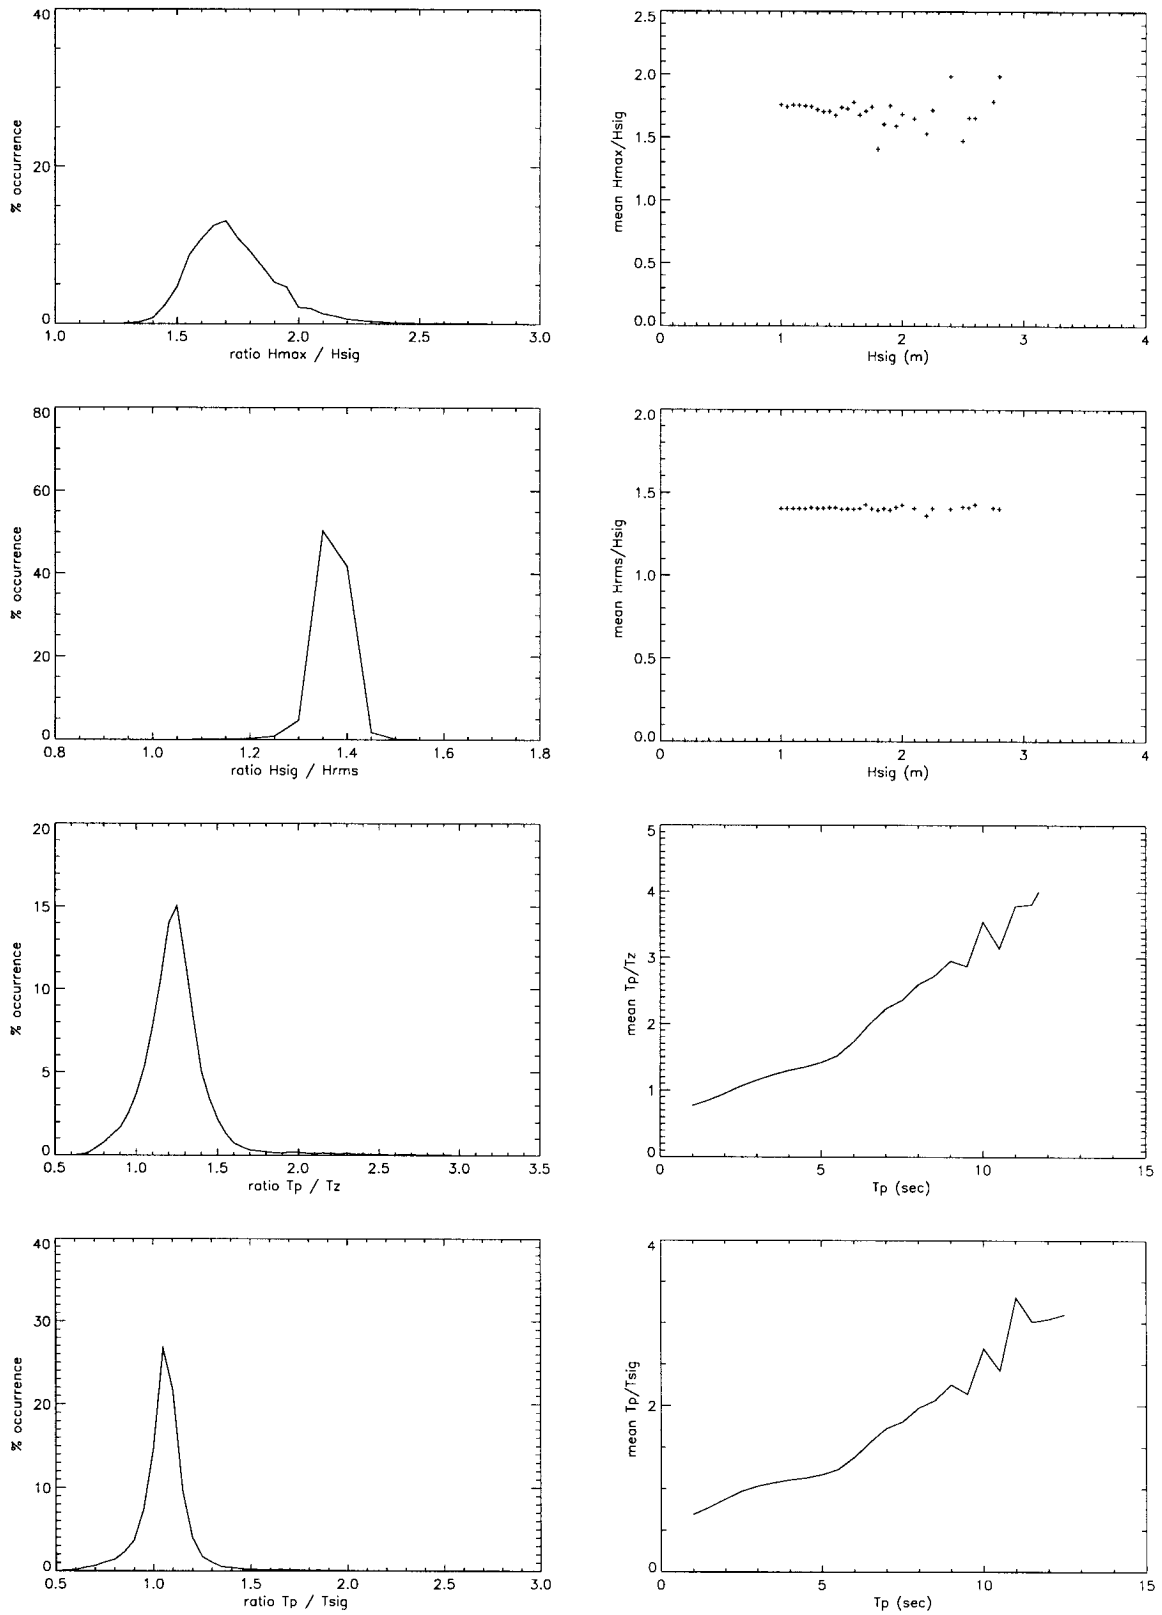 40
20
0
% occurrence
1.0 1.5 2.0 2.5 3.0
ratio Hmax / Hsig
2.5
2.0
1.5
1.0
0.5
0.0
mean Hmax/Hsig
0 1 2 3 4
Hsig (m)
80
60
40
20
0
% occurrence
0.8 1.0 1.2 1.4 1.6 1.8
ratio Hsig / Hrms
2.0
1.5
1.0
0.5
0.0
mean Hrms/Hsig
0 1 2 3 4
Hsig (m)
20
15
10
5
0
% occurrence
0.5 1.0 1.5 2.0 2.5 3.0 3.5
ratio Tp / Tz
5
4
3
2
1
0
mean Tp/Tz
0 5 10 15
Tp (sec)
40
30
20
10
0
% occurrence
0.5 1.0 1.5 2.0 2.5 3.0
ratio Tp / Tsig
4
2
0
mean Tp/Tsig
0 5 10 15
Tp (sec)